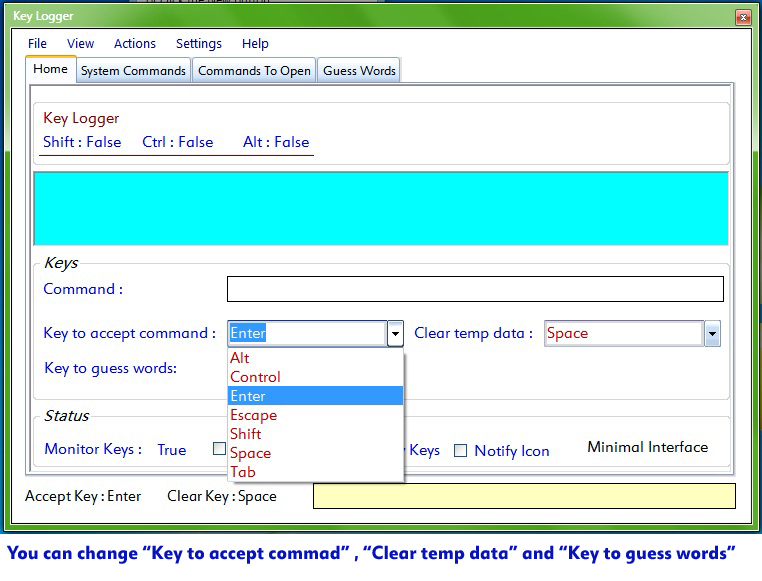 Key Logger
File View Actions Settings Help
Home System Commands Commands To Open Guess Words
Key Logger
Shift : False Ctrl : False Alt : False
Keys
Command :
Key to accept command : Enter Clear temp data : Space
Key to guess words:
Alt
Control
Enter
Escape
Shift
Space
Tab
Status
Monitor Keys : True Keys Notify Icon Minimal Interface
Accept Key : Enter Clear Key : Space
You can change “Key to accept commad” , “Clear temp data” and “Key to guess words”